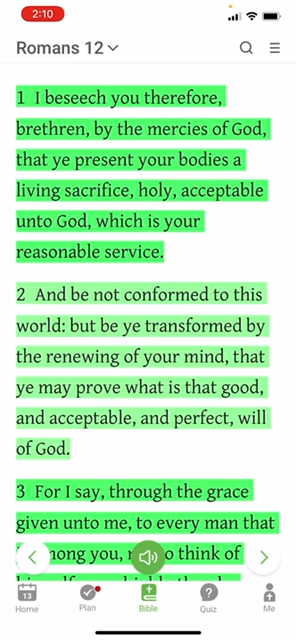 2:10
Romans 12
1 I beseech you therefore,
brethren, by the mercies of God,
that ye present your bodies a
living sacrifice, holy, acceptable
unto God, which is your
reasonable service.
2 And be not conformed to this
world: but be ye transformed by
the renewing of your mind, that
ye may prove what is that good,
and acceptable, and perfect, will
of God.
3 For I say, through the grace
given unto me, to every man that
among you, to think of
13
Home Plan Bible Quiz Me